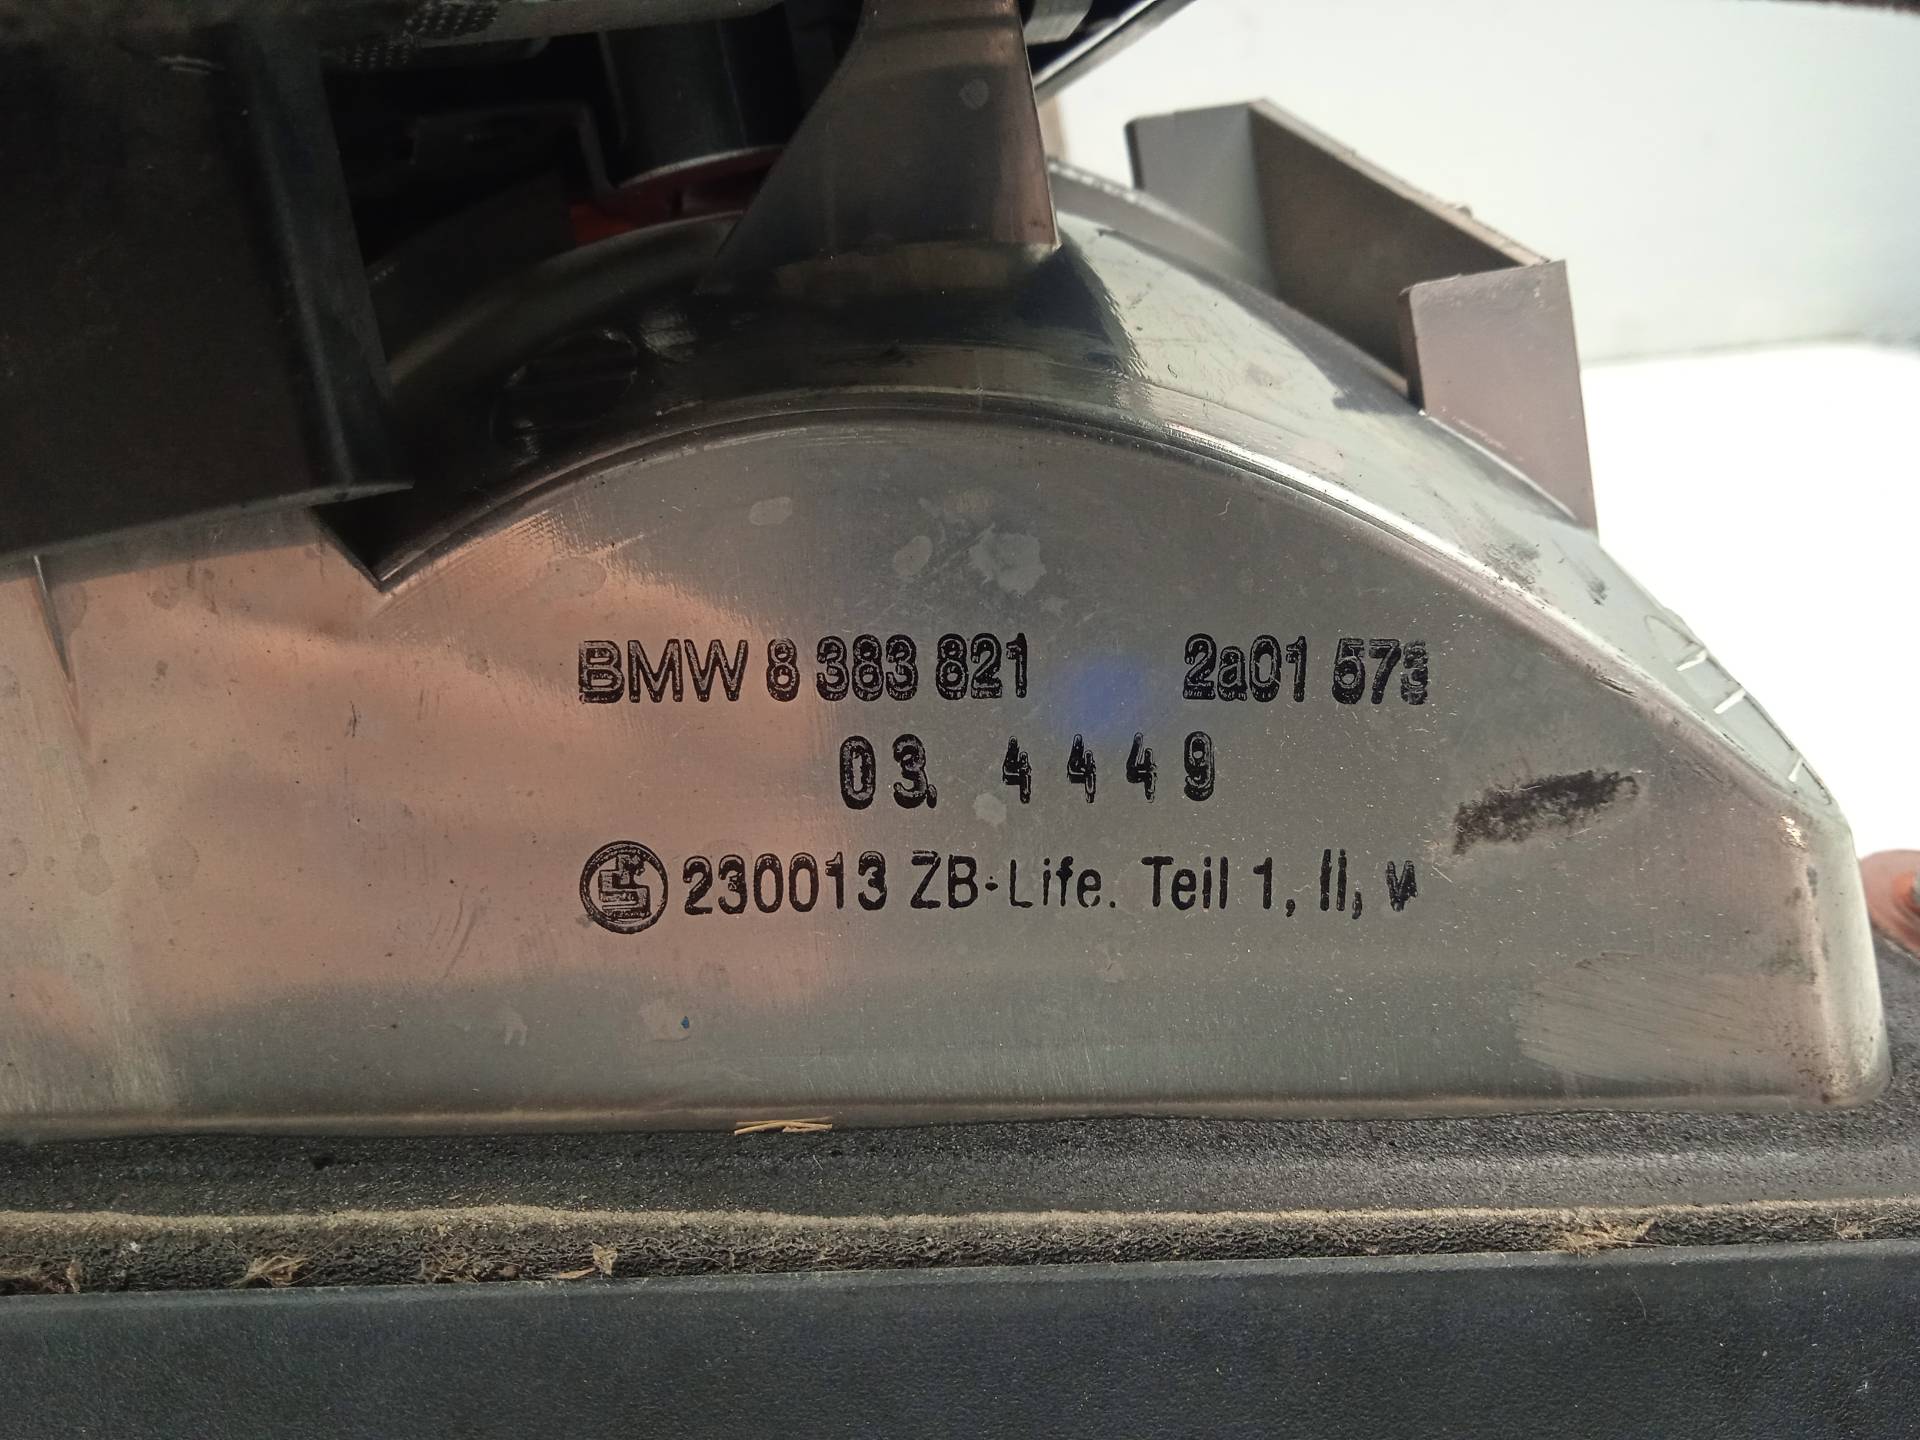 BMW 8 383 821 2a01 573
03. 4 4 4 9
230013 ZB-Life. Teil 1, II,